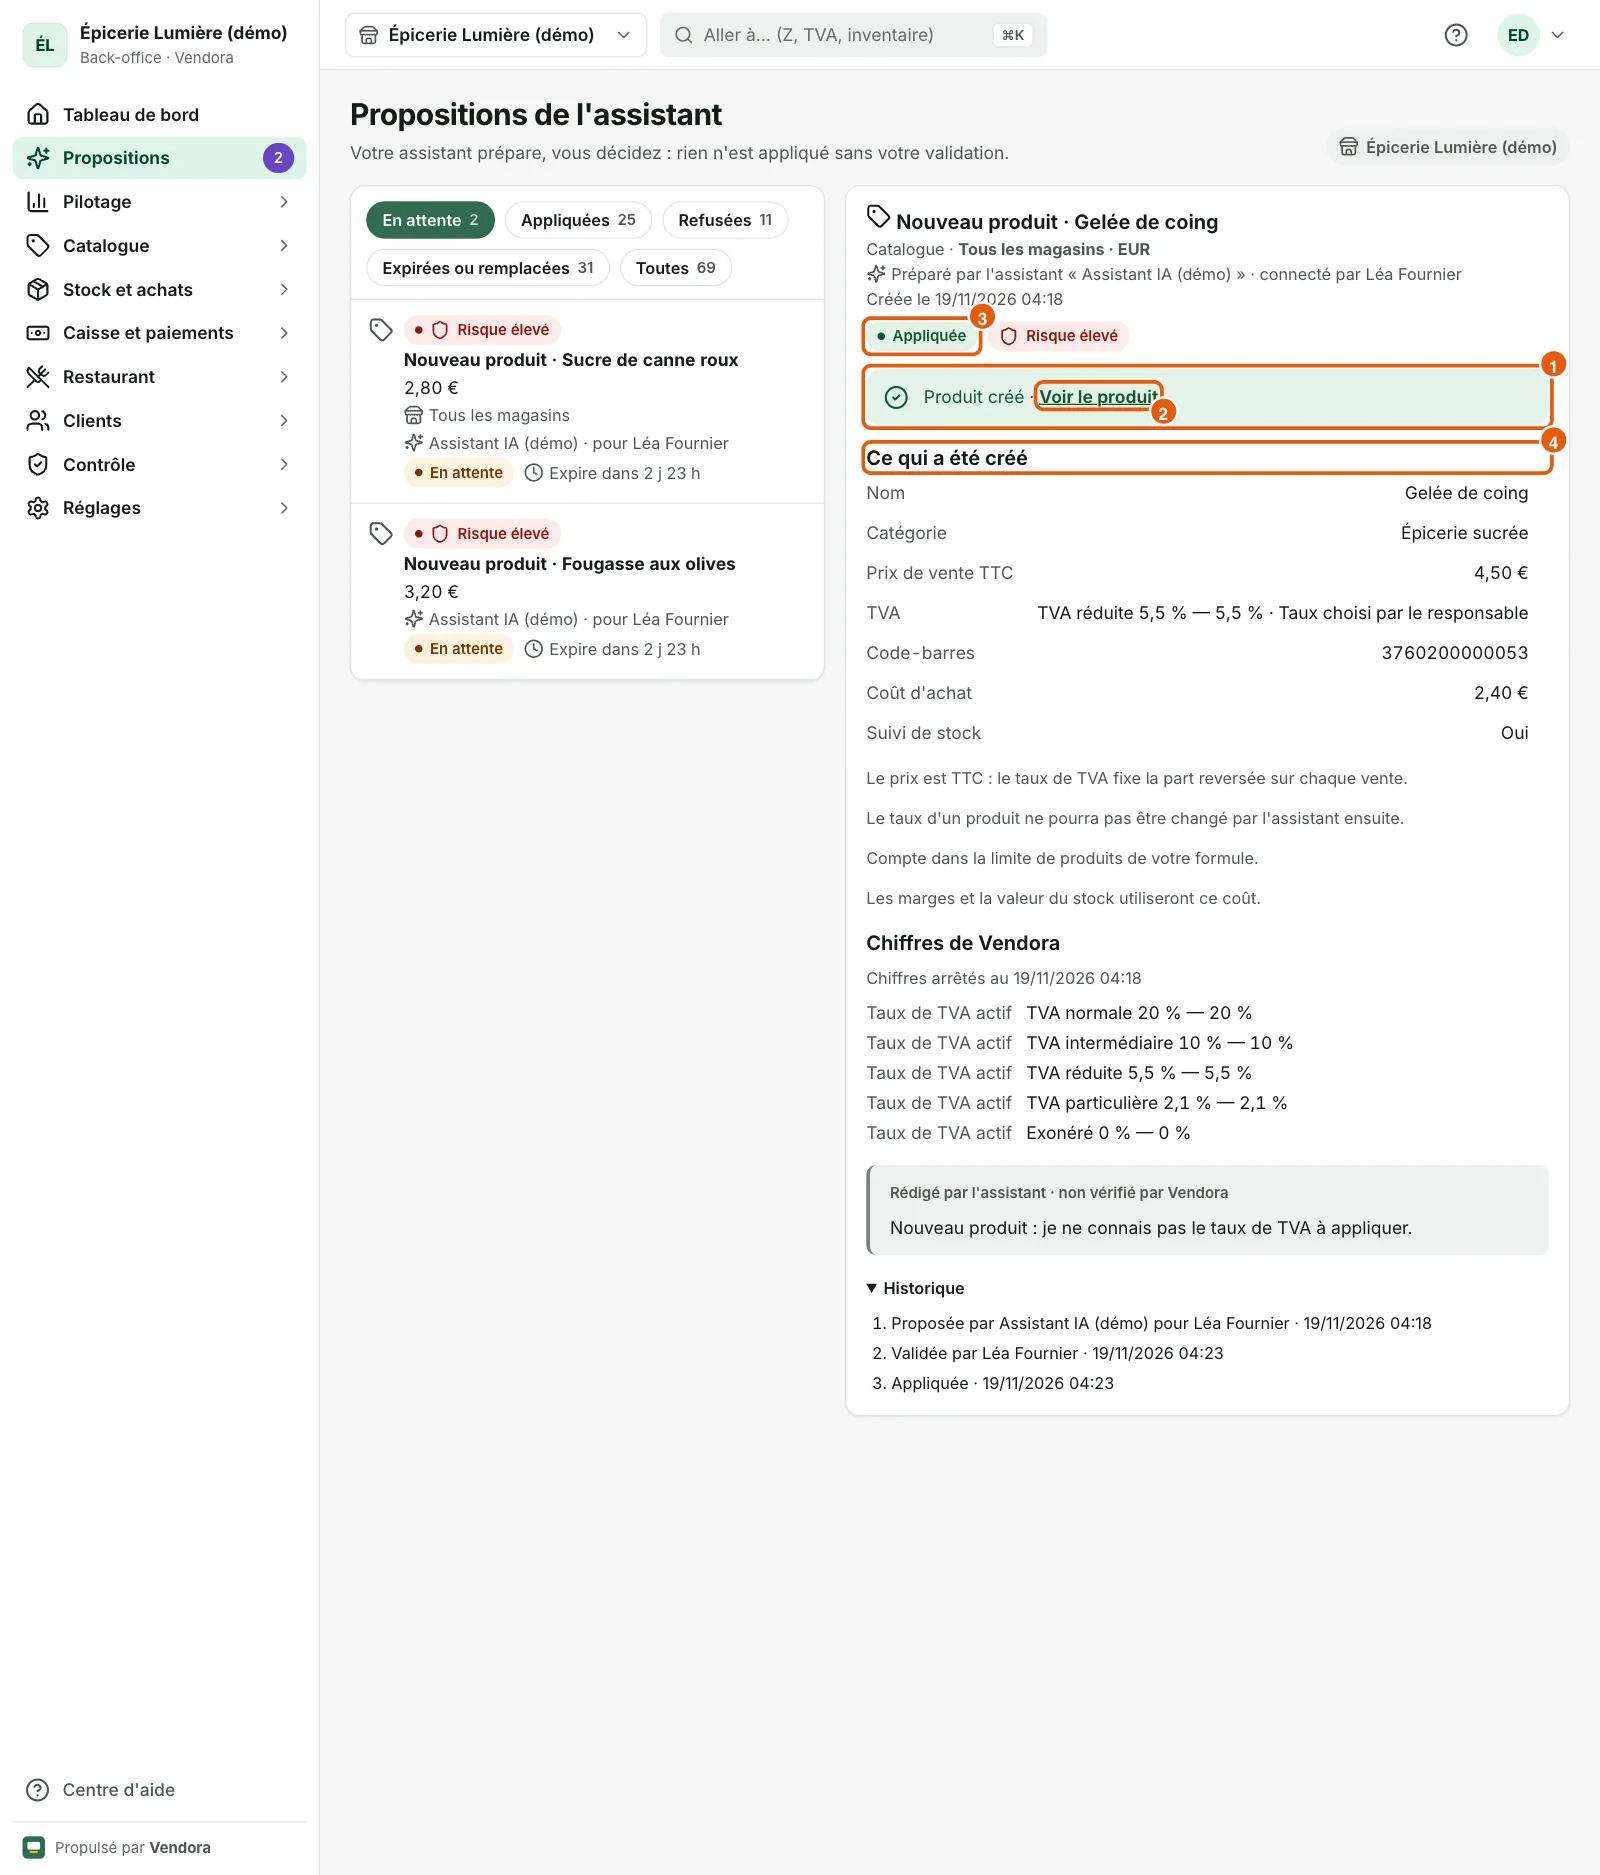 ÉL
Épicerie Lumière (démo)
Back-office · Vendora
Tableau de bord
Propositions 2
Pilotage
Catalogue
Stock et achats
Caisse et paiements
Restaurant
Clients
Contrôle
Réglages
Centre d'aide
Propulsé par Vendora
Épicerie Lumière (démo)
Aller à... (Z, TVA, inventaire) ⌘K
ED
Propositions de l'assistant
Votre assistant prépare, vous décidez : rien n'est appliqué sans votre validation.
Épicerie Lumière (démo)
En attente 2 Appliquées 25 Refusées 11
Expirées ou remplacées 31 Toutes 69
Risque élevé
Nouveau produit · Sucre de canne roux
2,80 €
Tous les magasins
Assistant IA (démo) · pour Léa Fournier
En attente Expire dans 2 j 23 h
Risque élevé
Nouveau produit · Fougasse aux olives
3,20 €
Assistant IA (démo) · pour Léa Fournier
En attente Expire dans 2 j 23 h
Nouveau produit · Gelée de coing
Catalogue · Tous les magasins · EUR
Préparé par l'assistant « Assistant IA (démo) » · connecté par Léa Fournier
Créée le 19/11/2026 04:18
Appliquée 3 Risque élevé
1
Produit créé · Voir le produit 2
4
Ce qui a été créé
Nom Gelée de coing
Catégorie Épicerie sucrée
Prix de vente TTC 4,50 €
TVA TVA réduite 5,5 % — 5,5 % · Taux choisi par le responsable
Code-barres 3760200000053
Coût d'achat 2,40 €
Suivi de stock Oui
Le prix est TTC : le taux de TVA fixe la part reversée sur chaque vente.
Le taux d'un produit ne pourra pas être changé par l'assistant ensuite.
Compte dans la limite de produits de votre formule.
Les marges et la valeur du stock utiliseront ce coût.
Chiffres de Vendora
Chiffres arrêtés au 19/11/2026 04:18
Taux de TVA actif TVA normale 20 % — 20 %
Taux de TVA actif TVA intermédiaire 10 % — 10 %
Taux de TVA actif TVA réduite 5,5 % — 5,5 %
Taux de TVA actif TVA particulière 2,1 % — 2,1 %
Taux de TVA actif Exonéré 0 % — 0 %
Rédigé par l'assistant · non vérifié par Vendora
Nouveau produit : je ne connais pas le taux de TVA à appliquer.
▼ Historique
1. Proposée par Assistant IA (démo) pour Léa Fournier · 19/11/2026 04:18
2. Validée par Léa Fournier · 19/11/2026 04:23
3. Appliquée · 19/11/2026 04:23